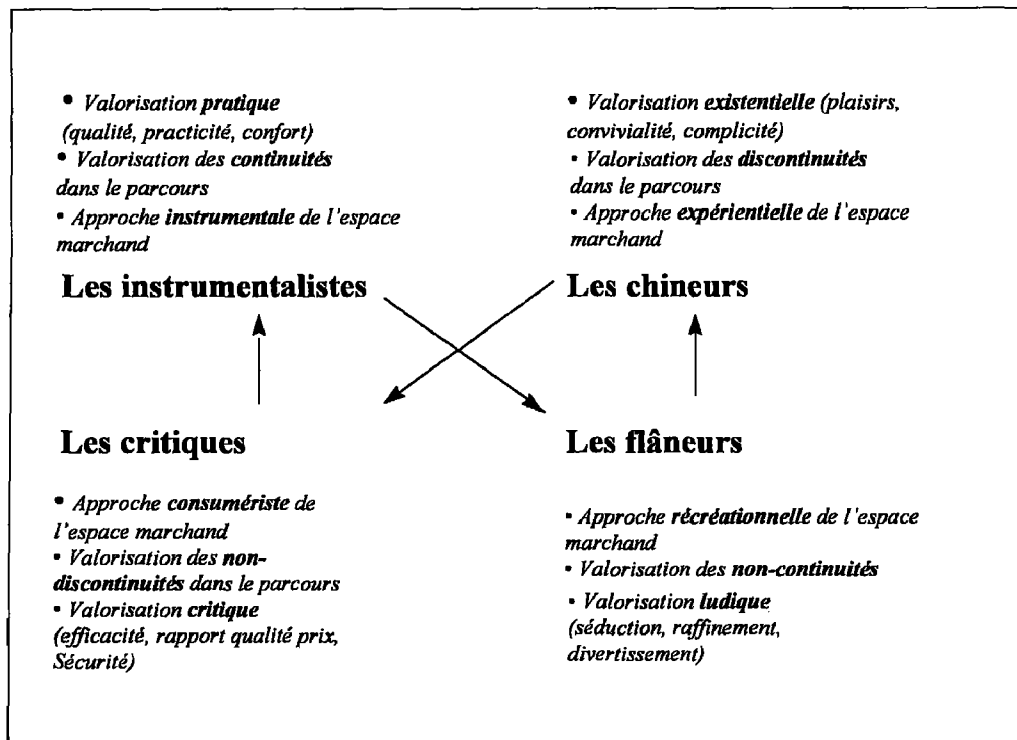 • Valorisation pratique
(qualité, practicité, confort)
• Valorisation des continuités
dans le parcours
• Approche instrumentale de l'espace
marchand
Les instrumentalistes
• Valorisation existentielle (plaisirs,
convivialité, complicité)
• Valorisation des discontinuités
dans le parcours
• Approche expérientielle de l'espace
marchand
Les chineurs
Les critiques
• Approche consumériste de
l'espace marchand
• Valorisation des non-
discontinuités dans le parcours
• Valorisation critique
(efficacité, rapport qualité prix,
Sécurité)
Les flâneurs
• Approche récréationnelle de l'espace
marchand
• Valorisation des non-continuités
• Valorisation ludique
(séduction, raffinement,
divertissement)